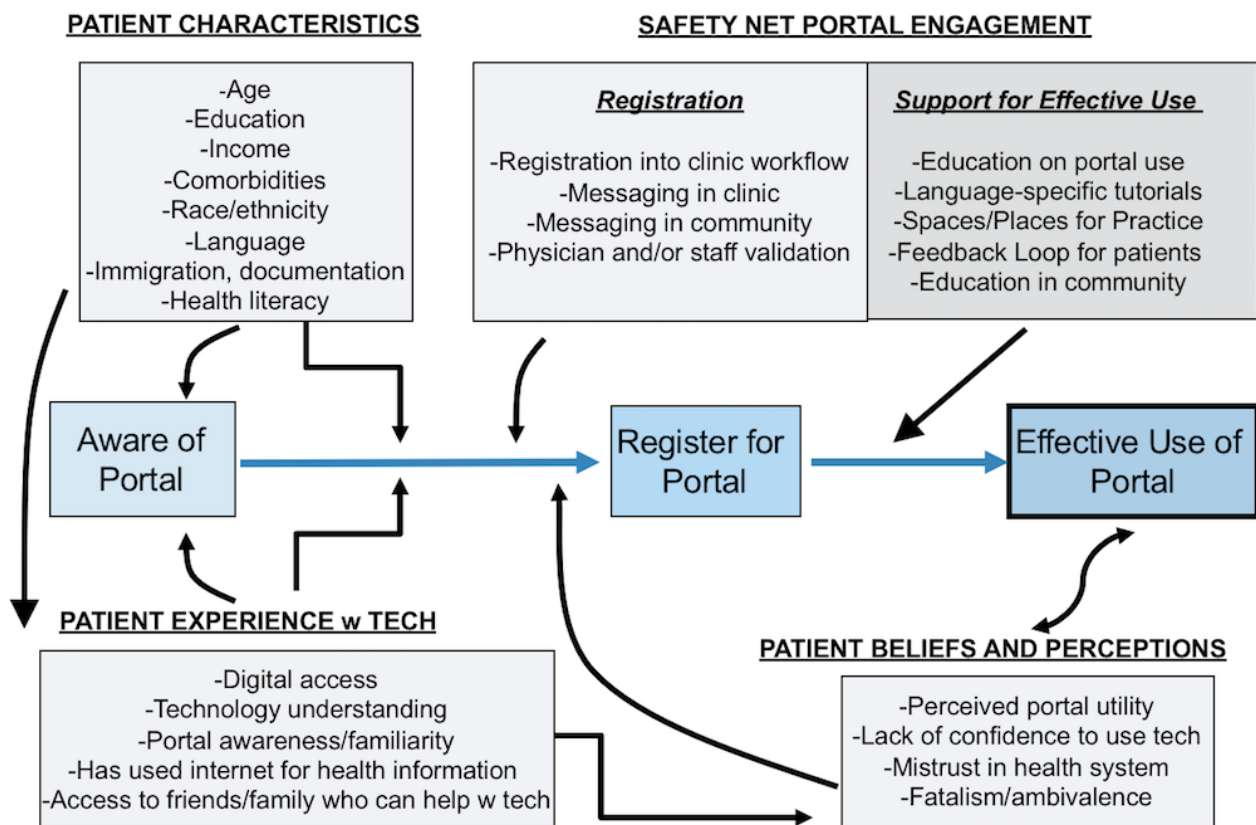 PATIENT CHARACTERISTICS
-Age
-Education
-Income
-Comorbidities
-Race/ethnicity
-Language
-Immigration, documentation
-Health literacy
SAFETY NET PORTAL ENGAGEMENT
Registration
-Registration into clinic workflow
-Messaging in clinic
-Messaging in community
-Physician and/or staff validation
Support for Effective Use
-Education on portal use
-Language-specific tutorials
-Spaces/Places for Practice
-Feedback Loop for patients
-Education in community
Aware of
Portal
Register for
Portal
Effective Use of
Portal
PATIENT EXPERIENCE w TECH
-Digital access
-Technology understanding
-Portal awareness/familiarity
-Has used internet for health information
-Access to friends/family who can help w tech
PATIENT BELIEFS AND PERCEPTIONS
-Perceived portal utility
-Lack of confidence to use tech
-Mistrust in health system
-Fatalism/ambivalence